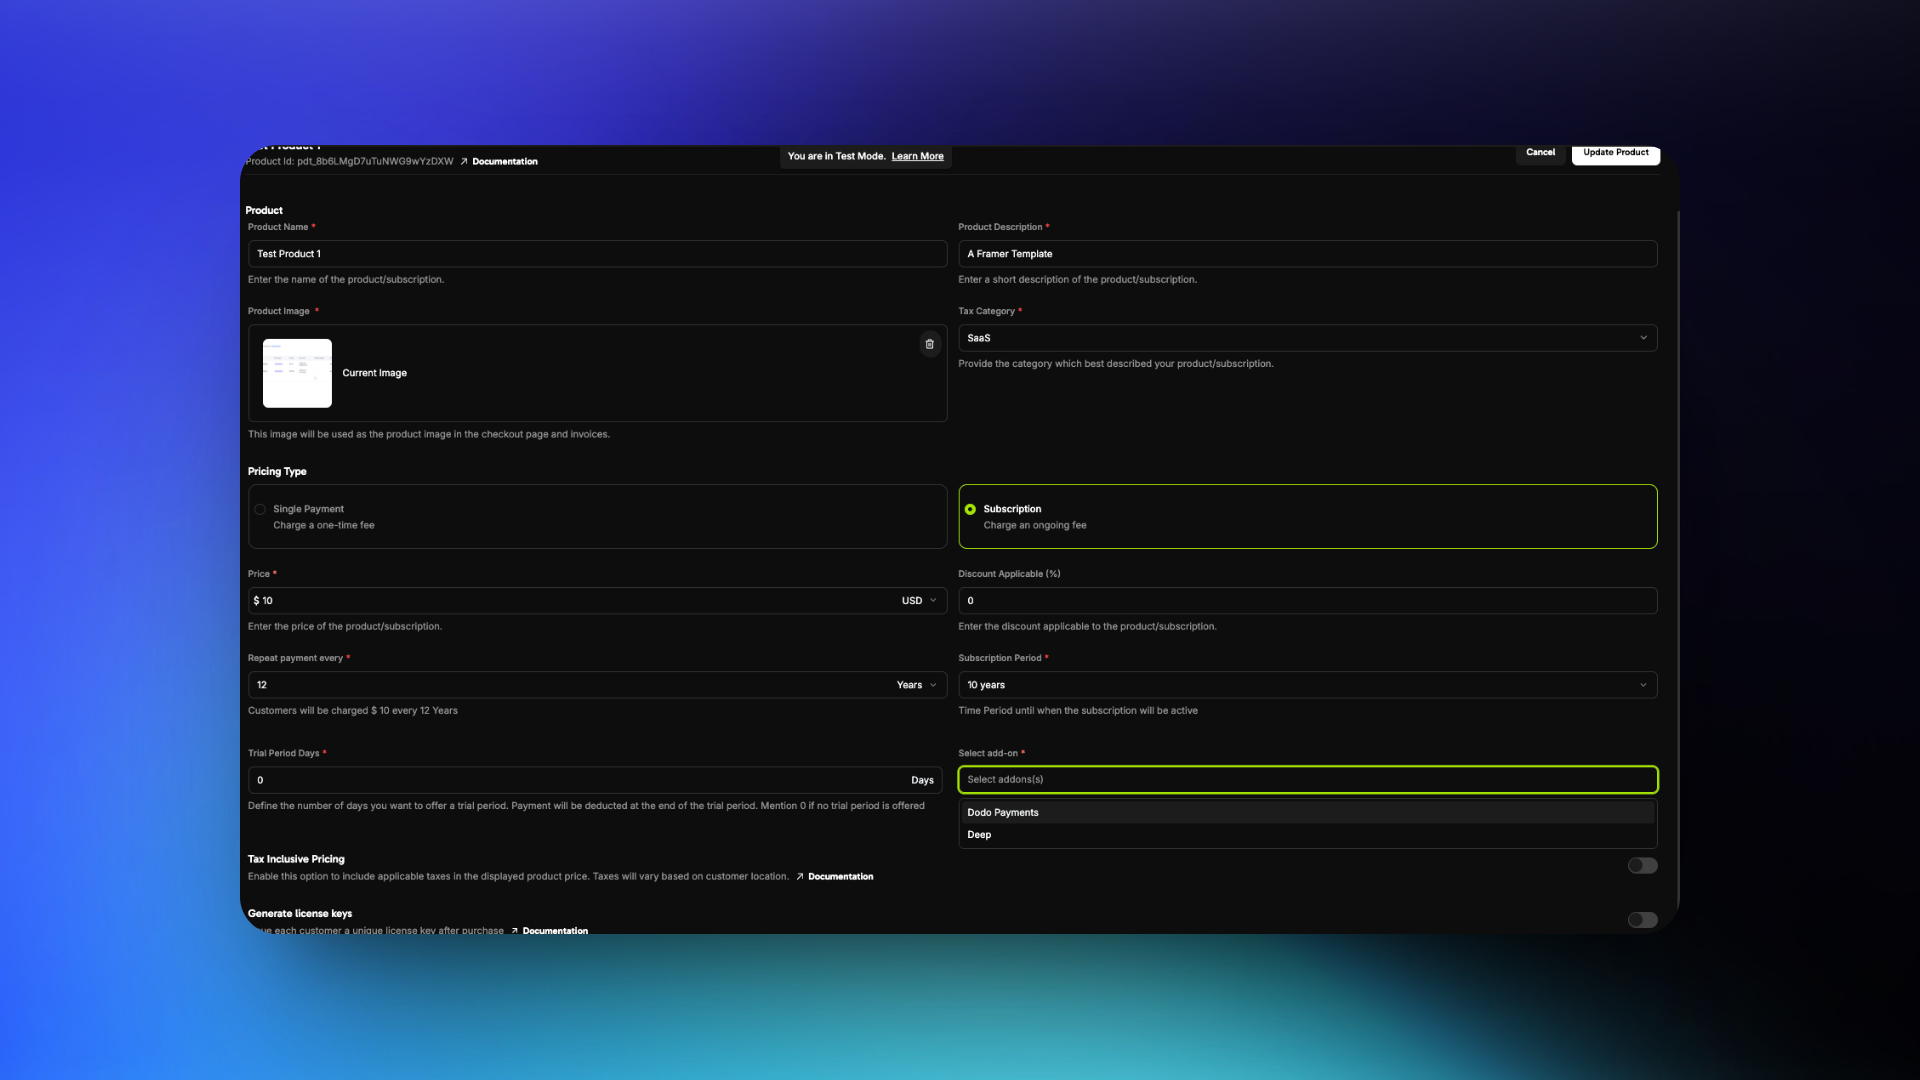 Product Id: pdt_8b6LMgD7uTuNWG9wYzDXW Documentation
You are in Test Mode. Learn More
Cancel
Update Product
Product
Product Name *
Test Product 1
Enter the name of the product/subscription.
Product Description *
A Framer Template
Enter a short description of the product/subscription.
Product Image *
Current Image
This image will be used as the product image in the checkout page and invoices.
Tax Category *
SaaS
Provide the category which best described your product/subscription.
Pricing Type
Single Payment
Charge a one-time fee
Subscription
Charge an ongoing fee
Price *
$ 10
USD
Enter the price of the product/subscription.
Discount Applicable (%)
0
Enter the discount applicable to the product/subscription.
Repeat payment every *
12
Years
Customers will be charged $ 10 every 12 Years
Subscription Period *
10 years
Time Period until when the subscription will be active
Trial Period Days *
0
Days
Define the number of days you want to offer a trial period. Payment will be deducted at the end of the trial period. Mention 0 if no trial period is offered
Select add-on *
Select addons(s)
Dodo Payments
Deep
Tax Inclusive Pricing
Enable this option to include applicable taxes in the displayed product price. Taxes will vary based on customer location. Documentation
Generate license keys
each customer a unique license key after purchase Documentation